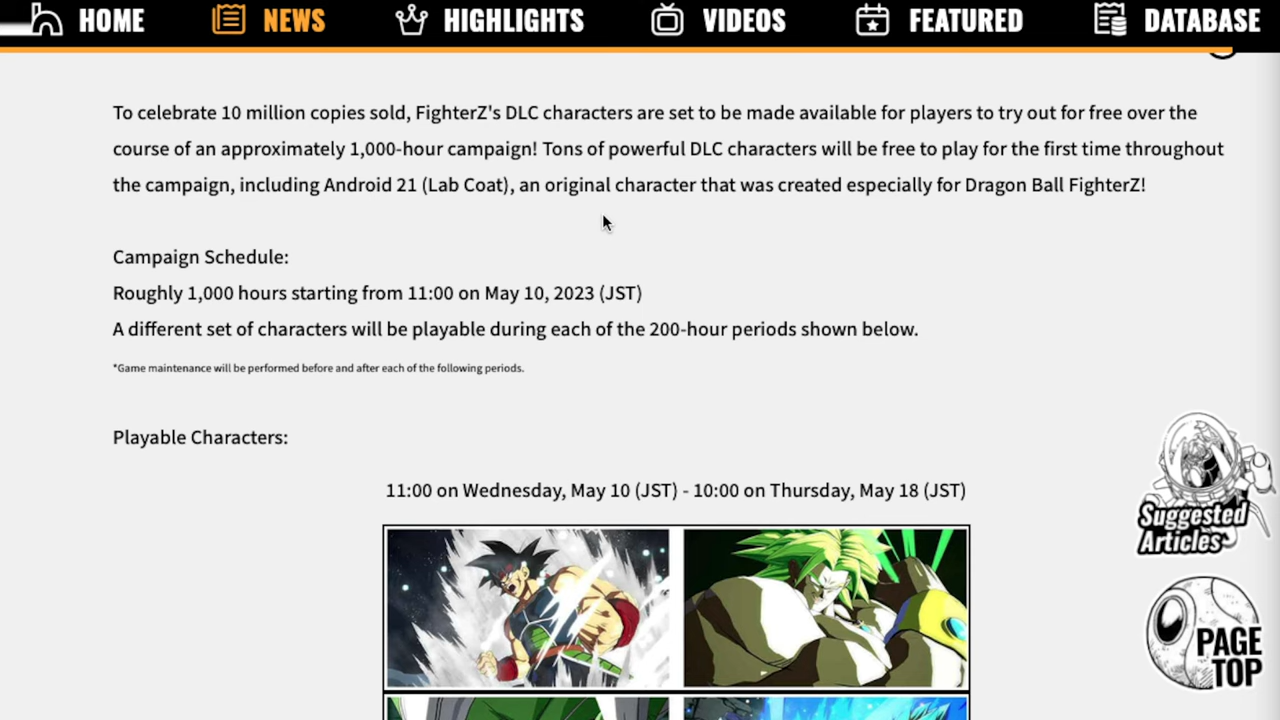 HOME NEWS HIGHLIGHTS VIDEOS FEATURED DATABASE
To celebrate 10 million copies sold, FighterZ's DLC characters are set to be made available for players to try out for free over the
course of an approximately 1,000-hour campaign! Tons of powerful DLC characters will be free to play for the first time throughout
the campaign, including Android 21 (Lab Coat), an original character that was created especially for Dragon Ball FighterZ!
Campaign Schedule:
Roughly 1,000 hours starting from 11:00 on May 10, 2023 (JST)
A different set of characters will be playable during each of the 200-hour periods shown below.
*Game maintenance will be performed before and after each of the following periods.
Playable Characters:
11:00 on Wednesday, May 10 (JST) - 10:00 on Thursday, May 18 (JST)
Suggested
Articles
PAGE
TOP